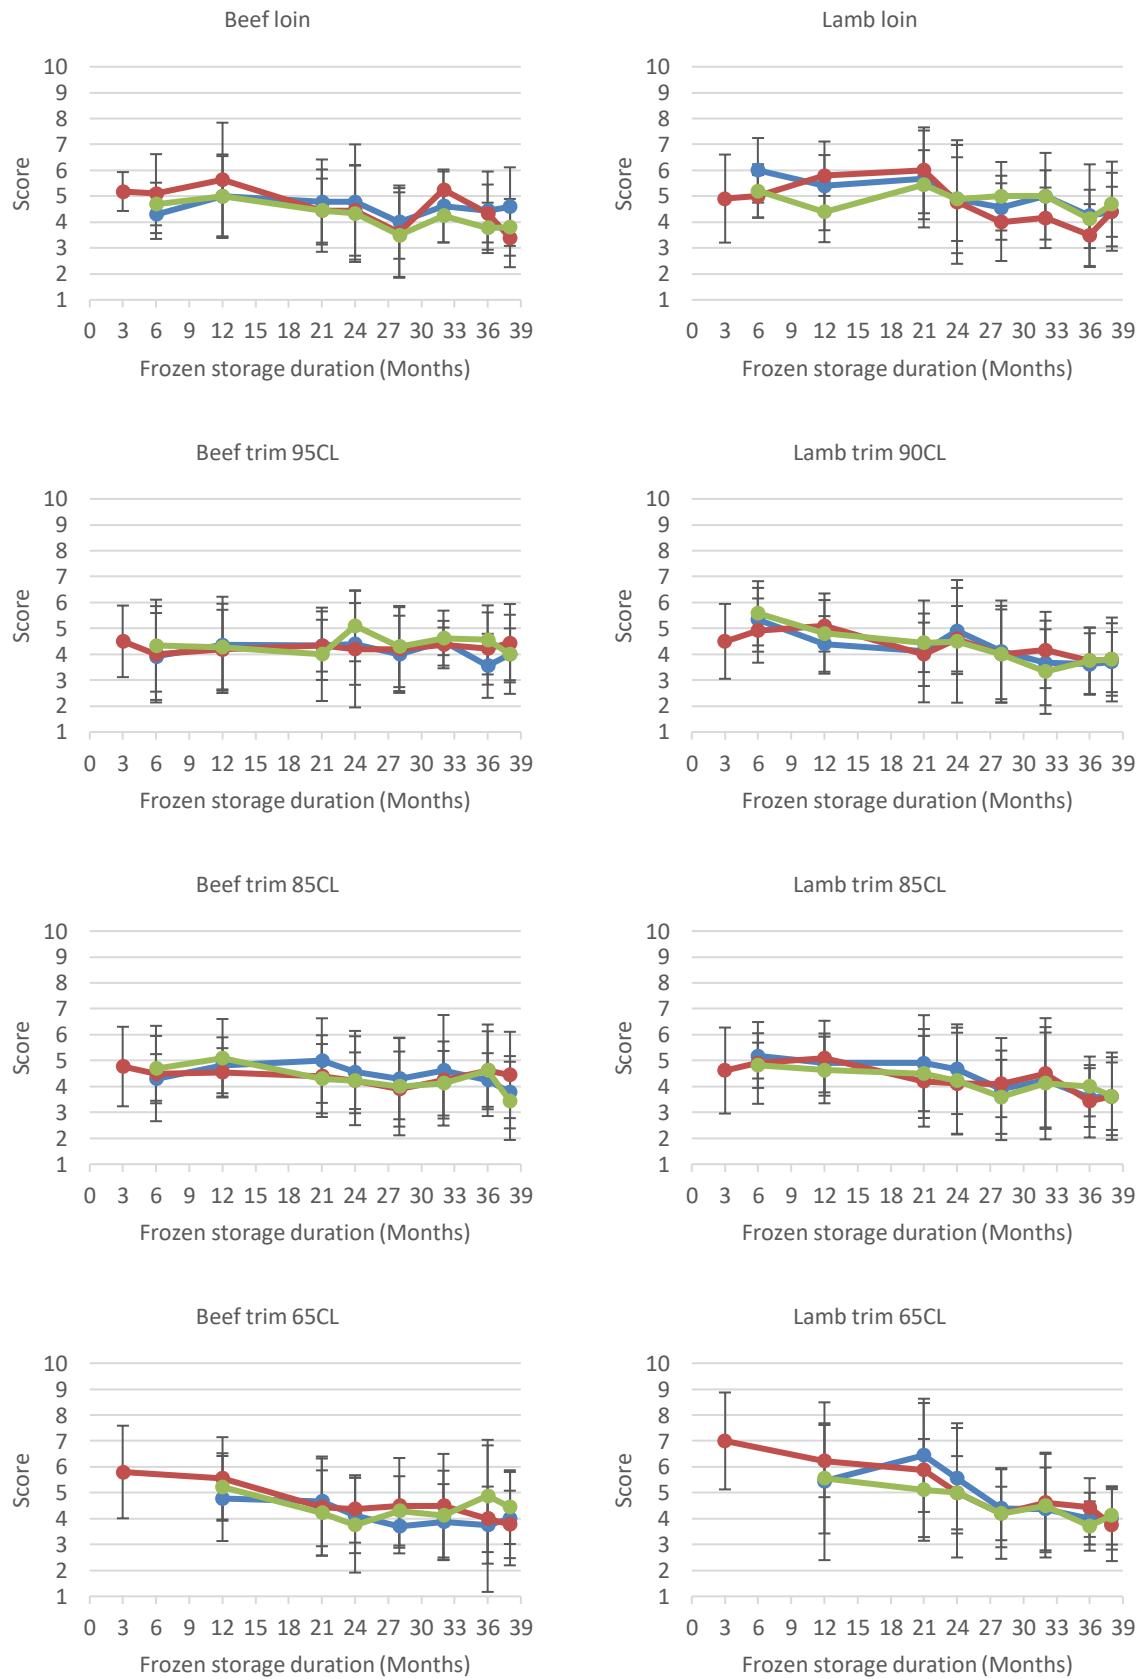 Beef loin
10
9
8
7
6
5
4
3
2
1
Score
0 3 6 9 12 15 18 21 24 27 30 33 36 39
Frozen storage duration (Months)
Lamb loin
10
9
8
7
6
5
4
3
2
1
Score
0 3 6 9 12 15 18 21 24 27 30 33 36 39
Frozen storage duration (Months)
Beef trim 95CL
10
9
8
7
6
5
4
3
2
1
Score
0 3 6 9 12 15 18 21 24 27 30 33 36 39
Frozen storage duration (Months)
Lamb trim 90CL
10
9
8
7
6
5
4
3
2
1
Score
0 3 6 9 12 15 18 21 24 27 30 33 36 39
Frozen storage duration (Months)
Beef trim 85CL
10
9
8
7
6
5
4
3
2
1
Score
0 3 6 9 12 15 18 21 24 27 30 33 36 39
Frozen storage duration (Months)
Lamb trim 85CL
10
9
8
7
6
5
4
3
2
1
Score
0 3 6 9 12 15 18 21 24 27 30 33 36 39
Frozen storage duration (Months)
Beef trim 65CL
10
9
8
7
6
5
4
3
2
1
Score
0 3 6 9 12 15 18 21 24 27 30 33 36 39
Frozen storage duration (Months)
Lamb trim 65CL
10
9
8
7
6
5
4
3
2
1
Score
0 3 6 9 12 15 18 21 24 27 30 33 36 39
Frozen storage duration (Months)